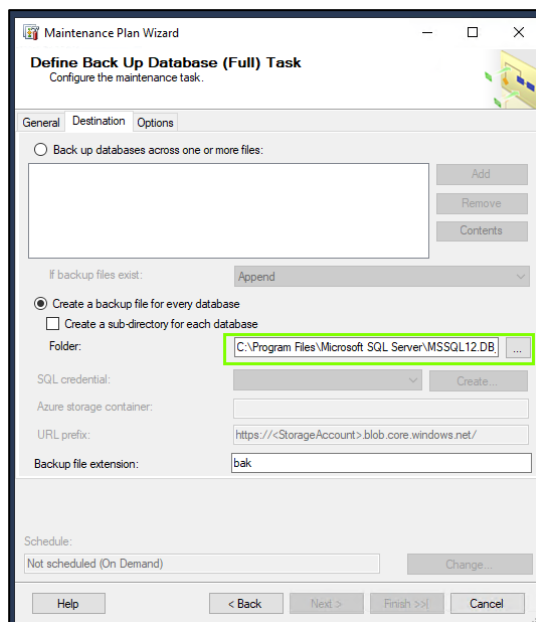 Maintenance Plan Wizard
Define Back Up Database (Full) Task
Configure the maintenance task.
General Destination Options
Back up databases across one or more files:
Add
Remove
Contents
If backup files exist: Append
Create a backup file for every database
Create a sub-directory for each database
Folder: C:\Program Files\Microsoft SQL Server\MSSQL12.DB ...
SQL credential: Create...
Azure storage container:
URL prefix: https://<StorageAccount>.blob.core.windows.net/
Backup file extension: bak
Schedule:
Not scheduled (On Demand) Change...
Help < Back Next > Finish >>| Cancel